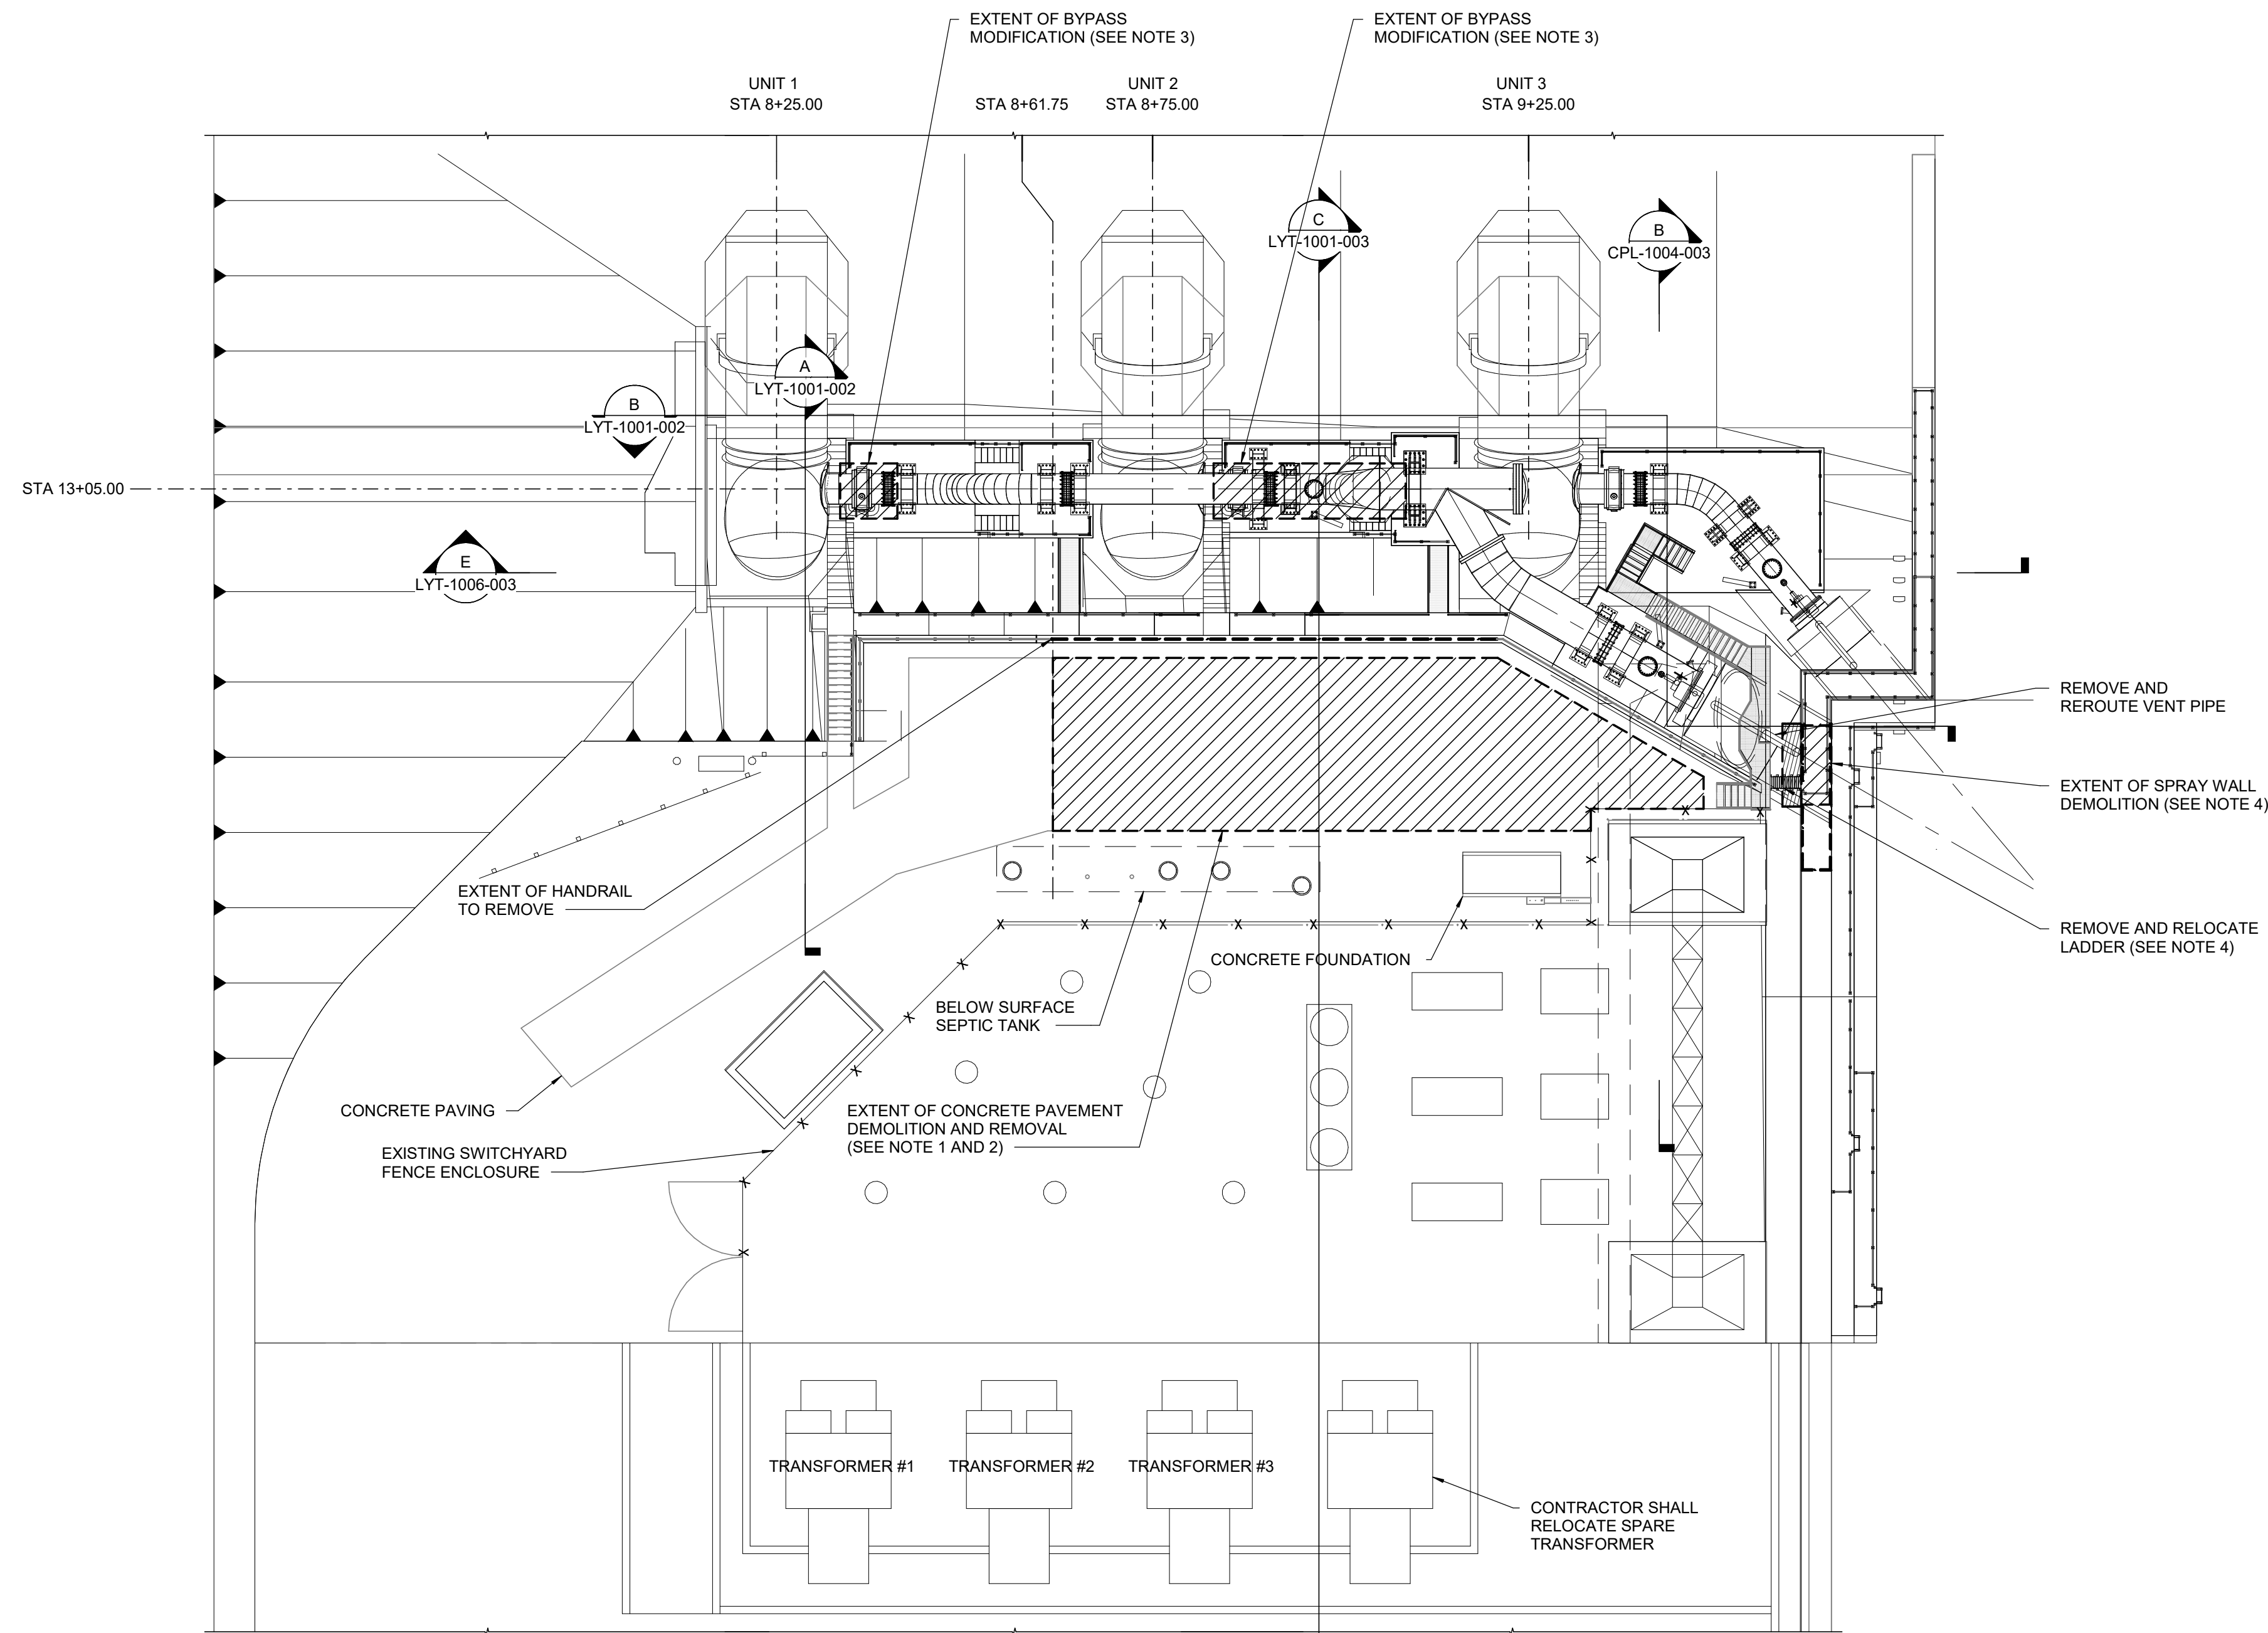 EXTENT OF BYPASS
MODIFICATION (SEE NOTE 3)
EXTENT OF BYPASS
MODIFICATION (SEE NOTE 3)
UNIT 1
STA 8+25.00
STA 8+61.75
UNIT 2
STA 8+75.00
UNIT 3
STA 9+25.00
C
LYT-1001-003
B
CPL-1004-003
A
LYT-1001-002
B
LYT-1001-002
STA 13+05.00
E
LYT-1006-003
REMOVE AND
REROUTE VENT PIPE
EXTENT OF SPRAY WALL
DEMOLITION (SEE NOTE 4)
EXTENT OF HANDRAIL
TO REMOVE
REMOVE AND RELOCATE
LADDER (SEE NOTE 4)
CONCRETE FOUNDATION
BELOW SURFACE
SEPTIC TANK
CONCRETE PAVING
EXTENT OF CONCRETE PAVEMENT
DEMOLITION AND REMOVAL
(SEE NOTE 1 AND 2)
EXISTING SWITCHYARD
FENCE ENCLOSURE
TRANSFORMER #1
TRANSFORMER #2
TRANSFORMER #3
CONTRACTOR SHALL
RELOCATE SPARE
TRANSFORMER